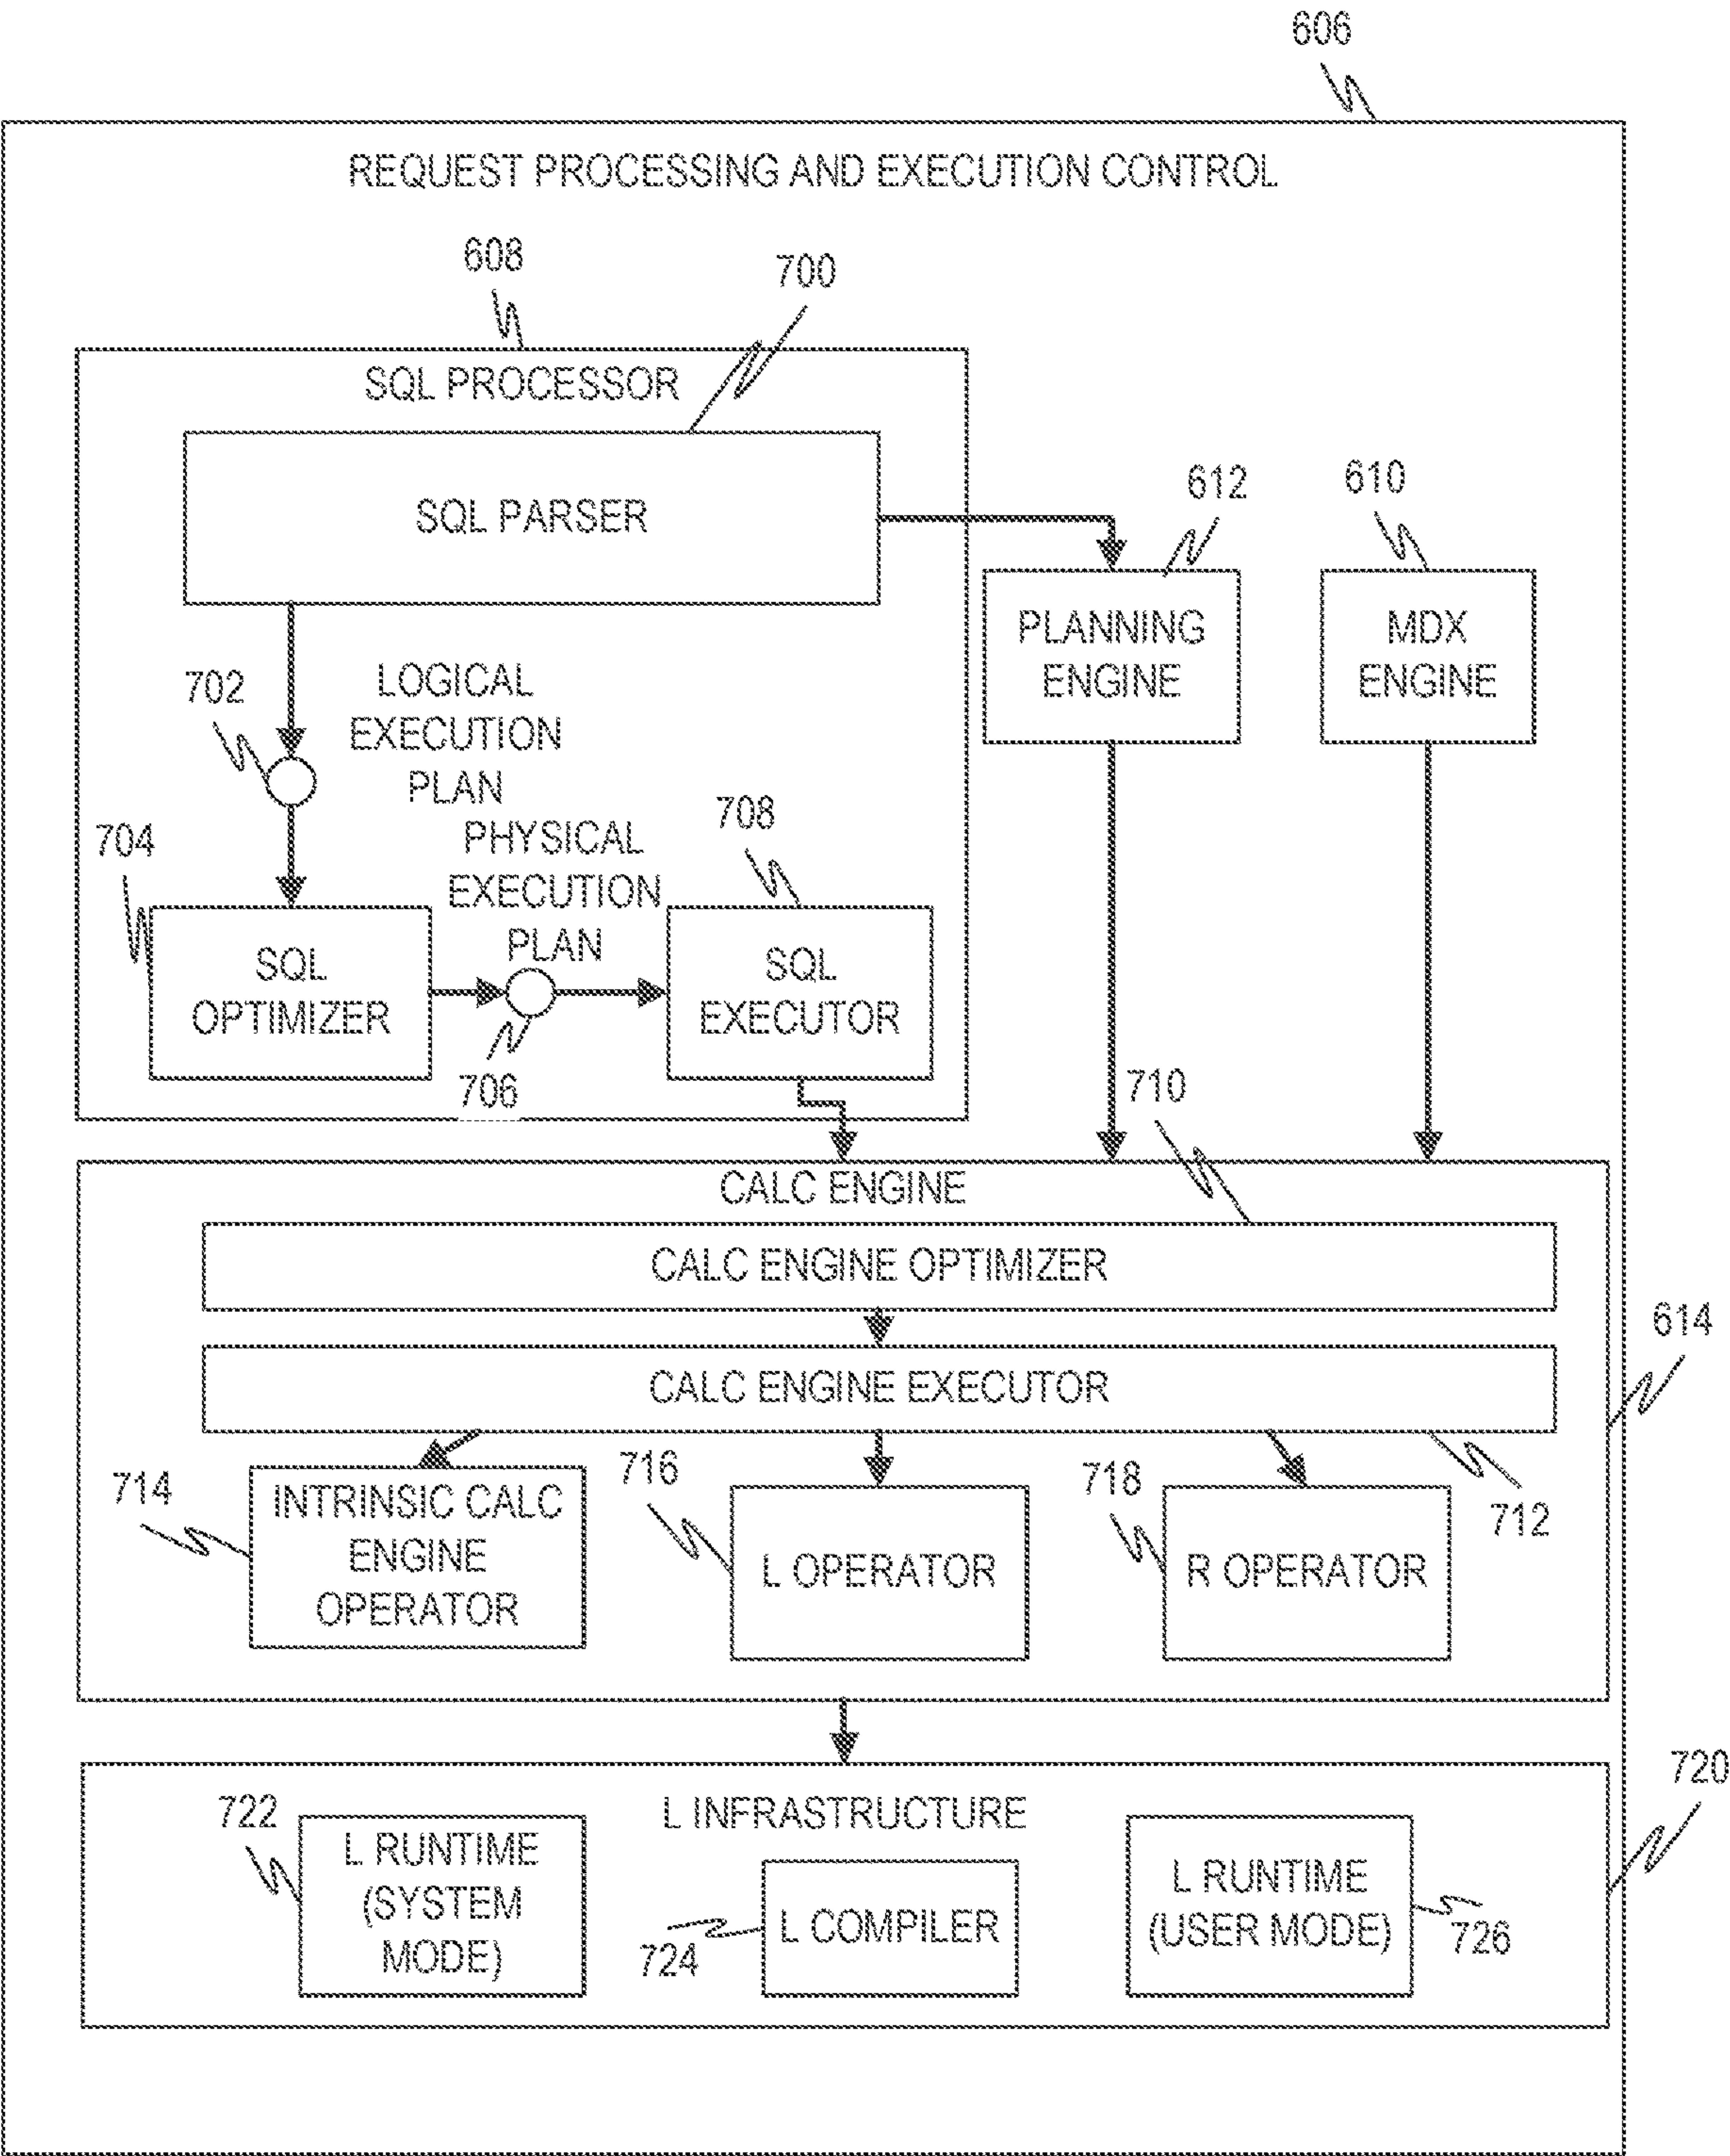 606
REQUEST PROCESSING AND EXECUTION CONTROL
608
700
SQL PROCESSOR
SQL PARSER
612
610
PLANNING
ENGINE
MDX
ENGINE
702
LOGICAL
EXECUTION
PLAN
704
PHYSICAL
EXECUTION
PLAN
708
SQL
OPTIMIZER
706
SQL
EXECUTOR
710
CALC ENGINE
CALC ENGINE OPTIMIZER
614
CALC ENGINE EXECUTOR
712
714
INTRINSIC CALC
ENGINE
OPERATOR
716
L OPERATOR
718
R OPERATOR
720
L INFRASTRUCTURE
722
L RUNTIME
(SYSTEM
MODE)
724
L COMPILER
L RUNTIME
(USER MODE)
726